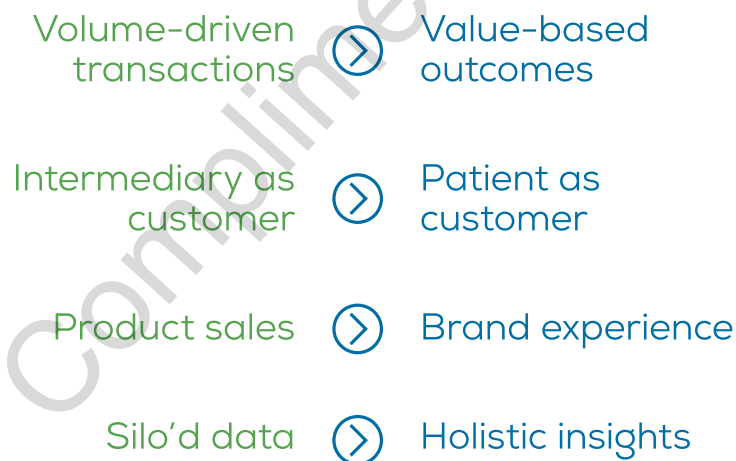 Volume-driven
transactions
Value-based
outcomes
Intermediary as
customer
Patient as
customer
Product sales
Brand experience
Silo'd data
Holistic insights
Complime